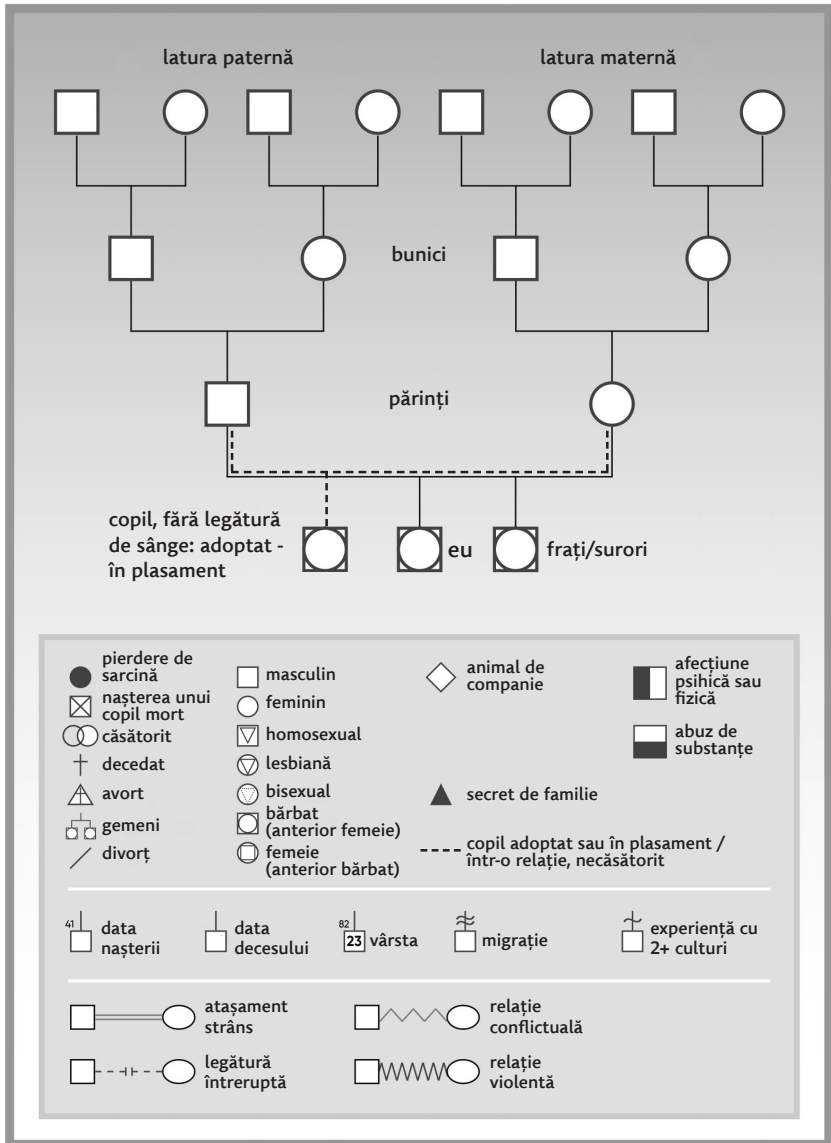 latura paternă
latura maternă
bunici
părinți
copil, fără legătură
de sânge: adoptat -
în plasament
eu
frați/surori
pierdere de
sarcină
nașterea unui
copil mort
căsătorit
decedat
avort
gemeni
divorț
masculin
feminin
homosexual
lesbiană
bisexual
bărbat
(anterior femeie)
femeie
(anterior bărbat)
animal de
companie
secret de familie
copil adoptat sau în plasament /
într-o relație, necăsătorit
afecțiune
psihică sau
fizică
abuz de
substanțe
41
data
nașterii
data
decesului
82
23
vârsta
migrație
experiență cu
2+ culturi
atașament
strâns
relație
conflictuală
legătură
întreruptă
relație
violentă